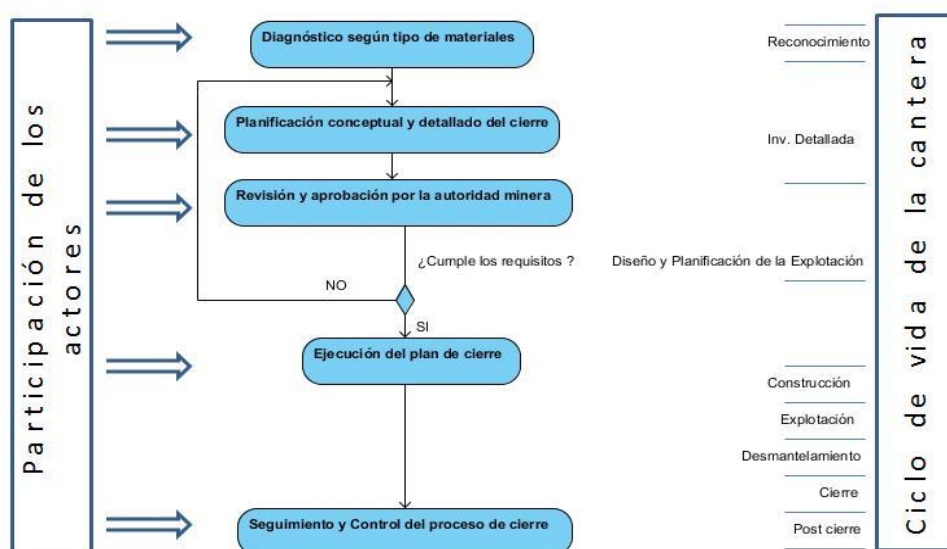 Participación de los
actores
Diagnóstico según tipo de materiales
Planificación conceptual y detallado del cierre
Revisión y aprobación por la autoridad minera
¿Cumple los requisitos ?
NO
SI
Ejecución del plan de cierre
Seguimiento y Control del proceso de cierre
Reconocimiento
Inv. Detallada
Diseño y Planificación de la Explotación
Construcción
Explotación
Desmantelamiento
Cierre
Post cierre
Ciclo de vida de la cantera